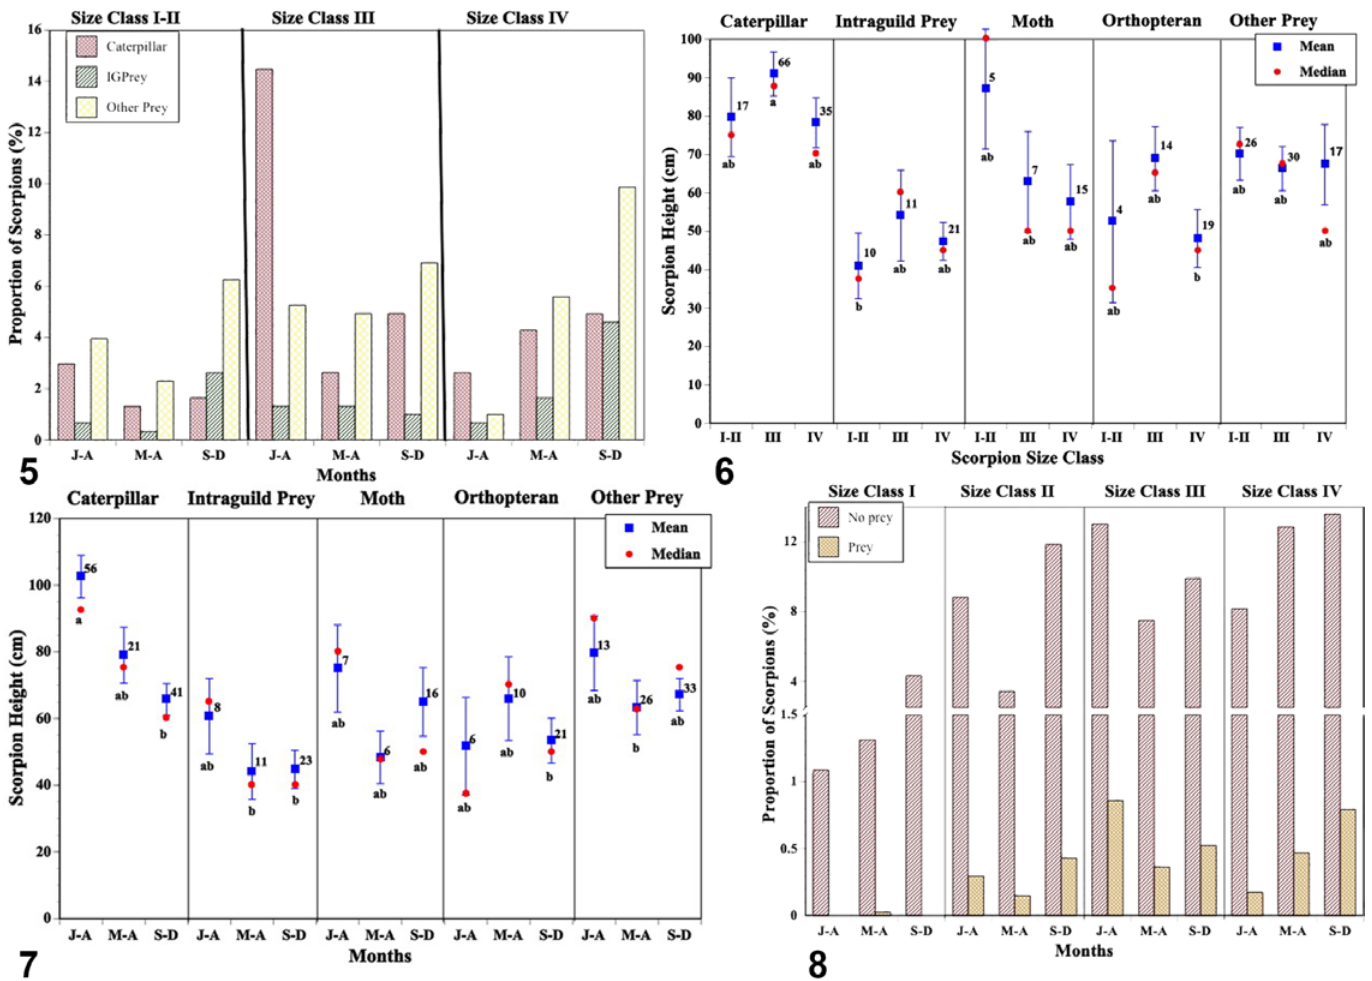 Size Class I-II Size Class III Size Class IV
Caterpillar
IGPrey
Other Prey
Proportion of Scorpions (%)
16
14
12
10
8
6
4
2
0
J-A M-A S-D J-A M-A S-D J-A M-A S-D
Months
5
Caterpillar Intraguild Prey Moth Orthopteran Other Prey
Mean
Median
Scorpion Height (cm)
100
90
80
70
60
50
40
30
20
10
0
17 66 35 10 11 21 5 7 15 4 14 19 26 30 17
ab a ab b ab ab ab ab ab ab ab b ab ab ab
I-II III IV I-II III IV I-II III IV I-II III IV I-II III IV
Scorpion Size Class
6
Caterpillar Intraguild Prey Moth Orthopteran Other Prey
Mean
Median
Scorpion Height (cm)
120
100
80
60
40
20
0
56 21 41 8 11 23 7 6 16 6 10 21 13 26 33
a ab b ab b b ab ab ab ab ab b ab b ab
J-A M-A S-D J-A M-A S-D J-A M-A S-D J-A M-A S-D J-A M-A S-D
Months
7
Size Class I Size Class II Size Class III Size Class IV
No prey
Prey
Proportion of Scorpions (%)
12
8
4
1.5
1
0.5
0
J-A M-A S-D J-A M-A S-D J-A M-A S-D J-A M-A S-D
Months
8